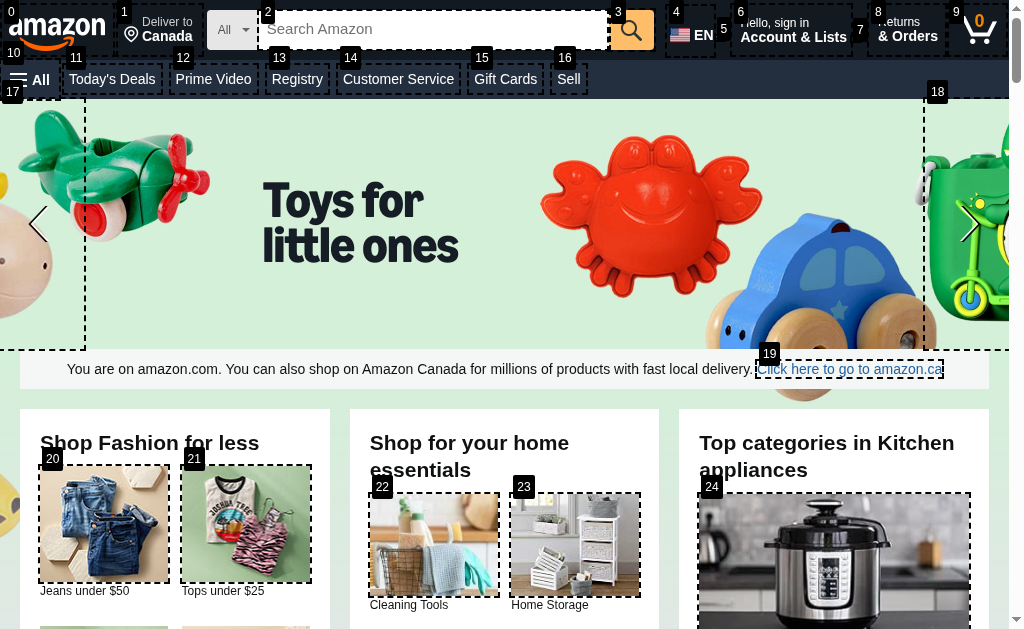 0 1 2 3 4 5 6 7 8 9
amazon
Deliver to
Canada
All
Search Amazon
EN
Hello, sign in
Account & Lists
Returns
& Orders
0
10 11 12 13 14 15 16
All
Today's Deals
Prime Video
Registry
Customer Service
Gift Cards
Sell
17 18
Toys for
little ones
19
You are on amazon.com. You can also shop on Amazon Canada for millions of products with fast local delivery. Click here to go to amazon.ca
Shop Fashion for less
20 21
JOSHUA TREE
Jeans under $50
Tops under $25
Shop for your home
essentials
22 23
Cleaning Tools
Home Storage
Top categories in Kitchen
appliances
24